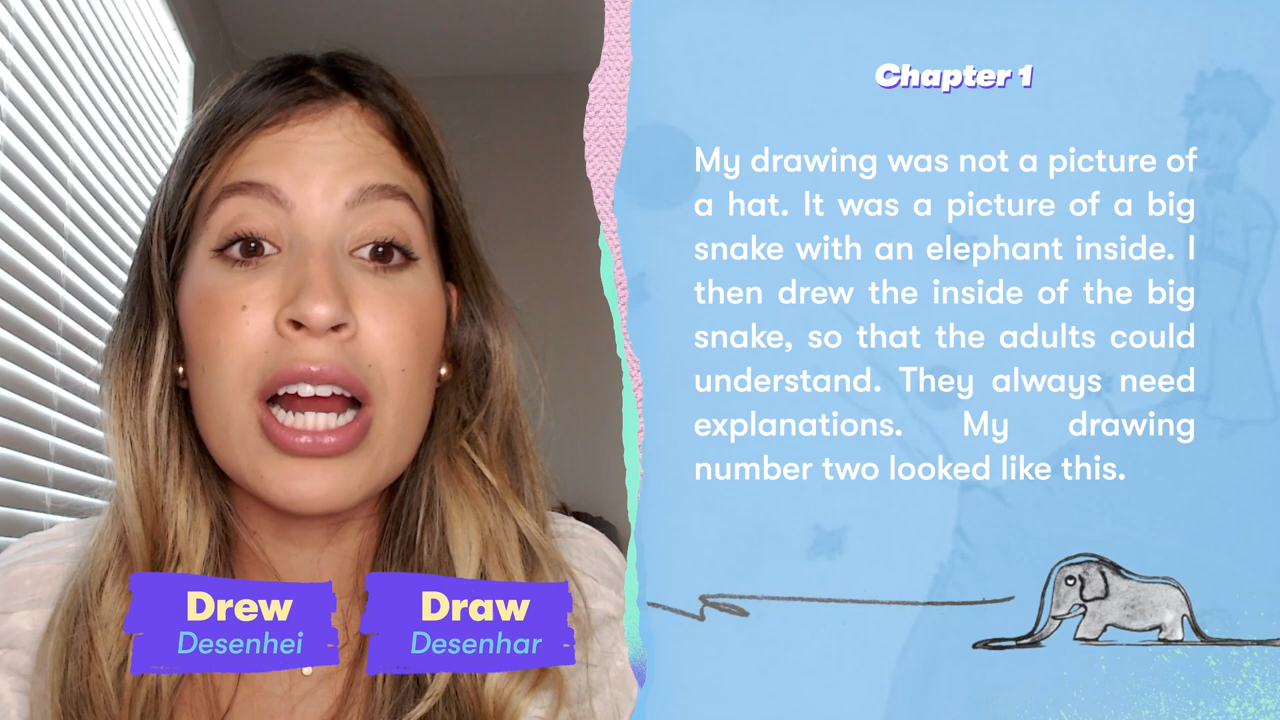 Chapter 1
My drawing was not a picture of
a hat. It was a picture of a big
snake with an elephant inside. I
then drew the inside of the big
snake, so that the adults could
understand. They always need
explanations. My drawing
number two looked like this.
Drew
Desenhei
Draw
Desenhar